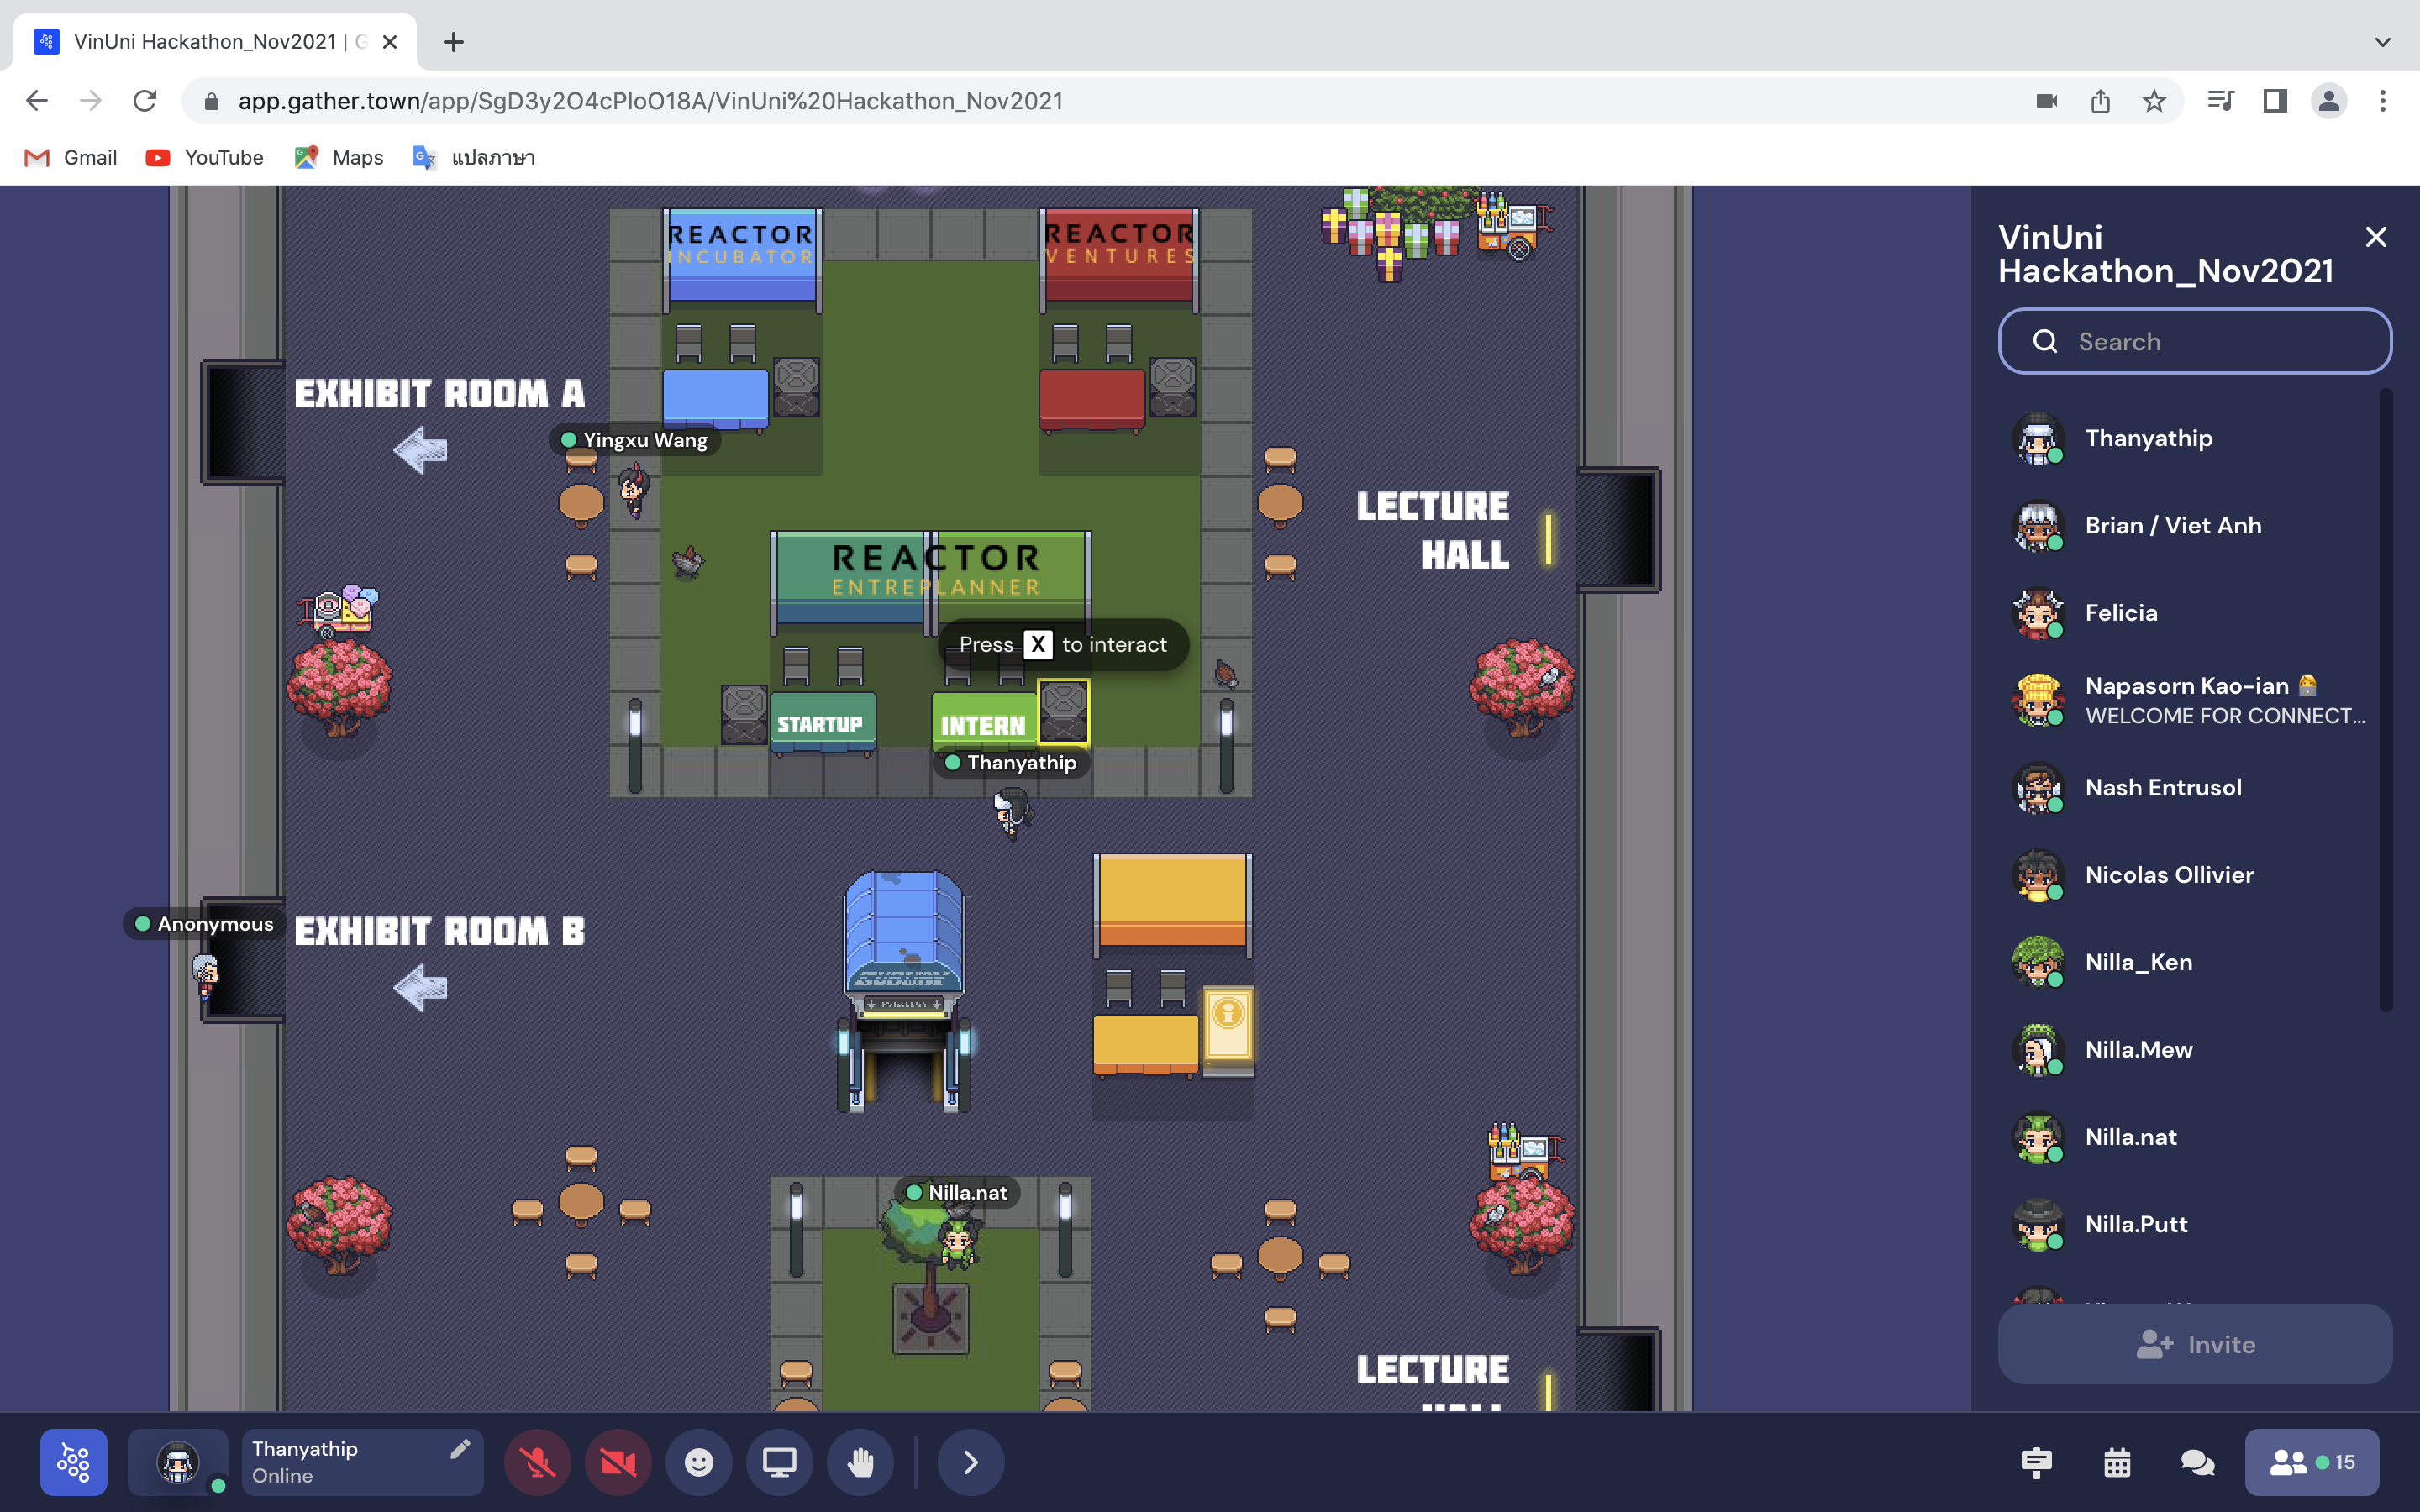 VinUni Hackathon_Nov2021 | G
app.gather.town/app/SgD3y2O4cPloO18A/VinUni%20Hackathon_Nov2021
Gmail
YouTube
Maps
แปลภาษา
REACTOR
INCUBATOR
REACTOR
VENTURES
EXHIBIT ROOM A
Yingxu Wang
LECTURE
HALL
REACTOR
ENTREPLANNER
Press X to interact
STARTUP
INTERN
Thanyathip
Anonymous
EXHIBIT ROOM B
Nilla.nat
LECTURE
VinUni
Hackathon_Nov2021
Search
Thanyathip
Brian / Viet Anh
Felicia
Napasorn Kao-ian
WELCOME FOR CONNECT...
Nash Entrusol
Nicolas Ollivier
Nilla_Ken
Nilla.Mew
Nilla.nat
Nilla.Putt
Invite
Thanyathip
Online
15